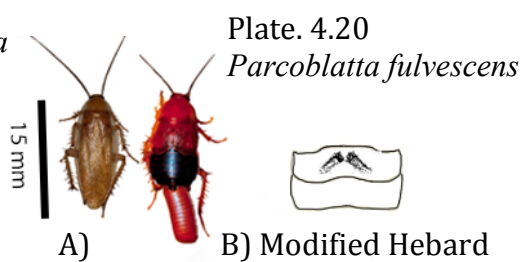 a
Plate. 4.20
Parcoblatta fulvescens
15 mm
A)
B) Modified Hebard